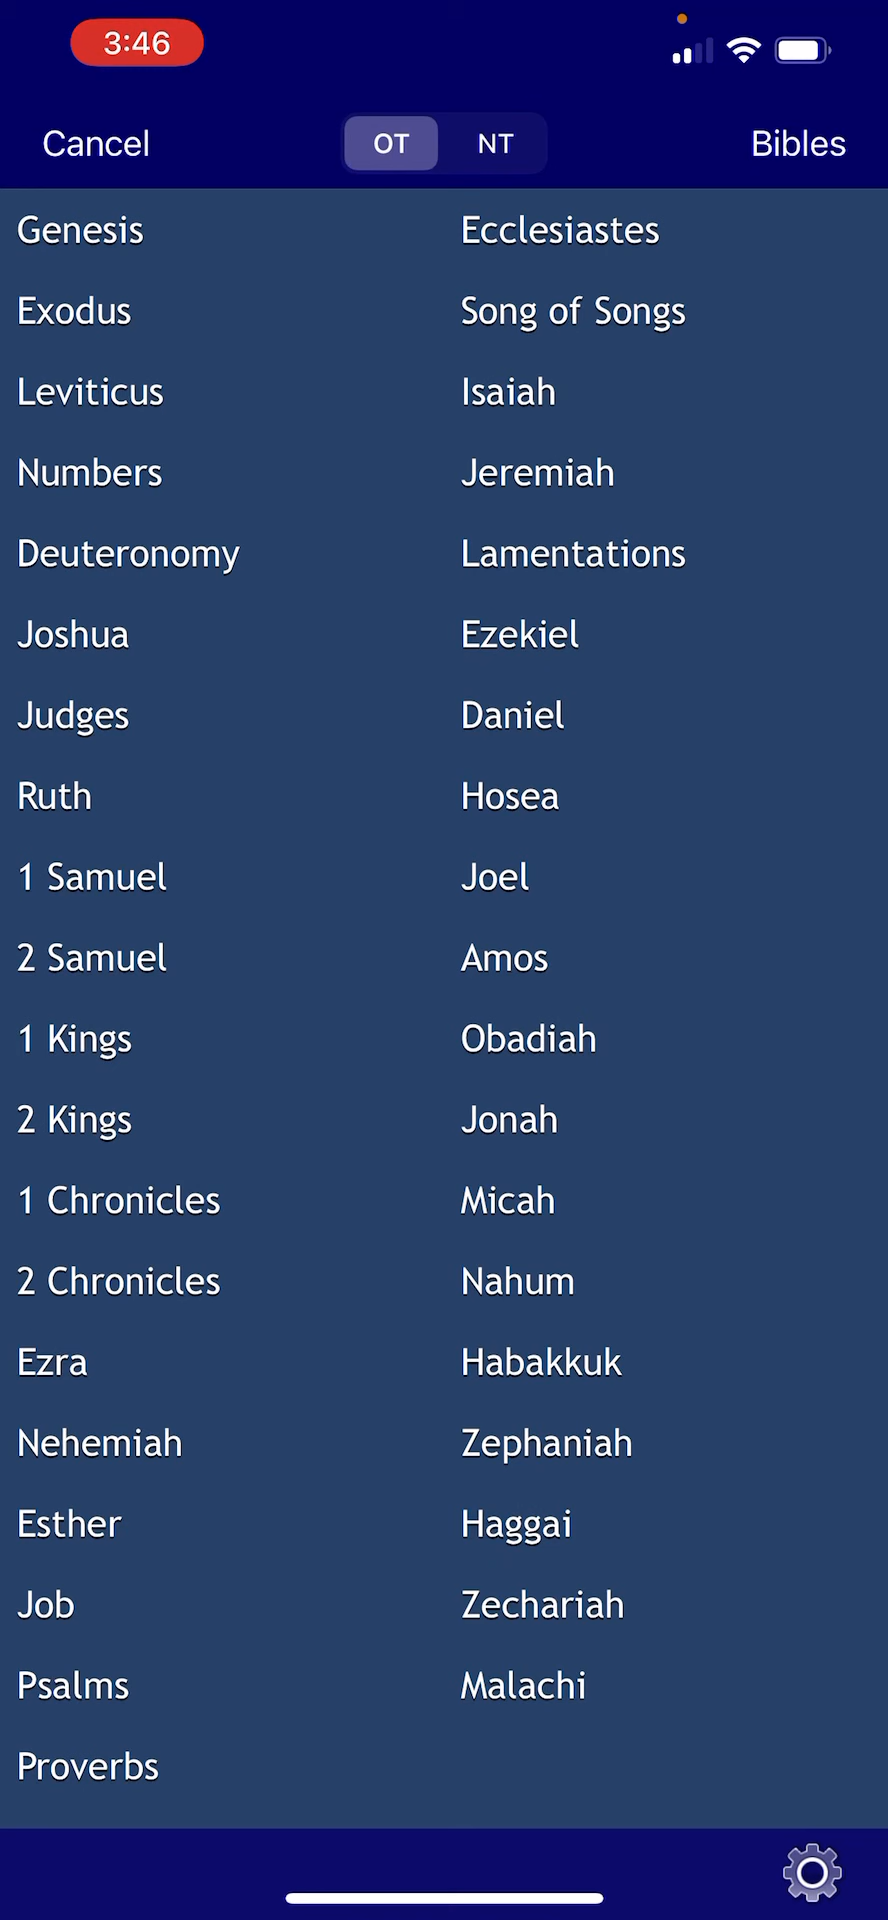 3:46
Cancel
OT
NT
Bibles
Genesis
Exodus
Leviticus
Numbers
Deuteronomy
Joshua
Judges
Ruth
1 Samuel
2 Samuel
1 Kings
2 Kings
1 Chronicles
2 Chronicles
Ezra
Nehemiah
Esther
Job
Psalms
Proverbs
Ecclesiastes
Song of Songs
Isaiah
Jeremiah
Lamentations
Ezekiel
Daniel
Hosea
Joel
Amos
Obadiah
Jonah
Micah
Nahum
Habakkuk
Zephaniah
Haggai
Zechariah
Malachi